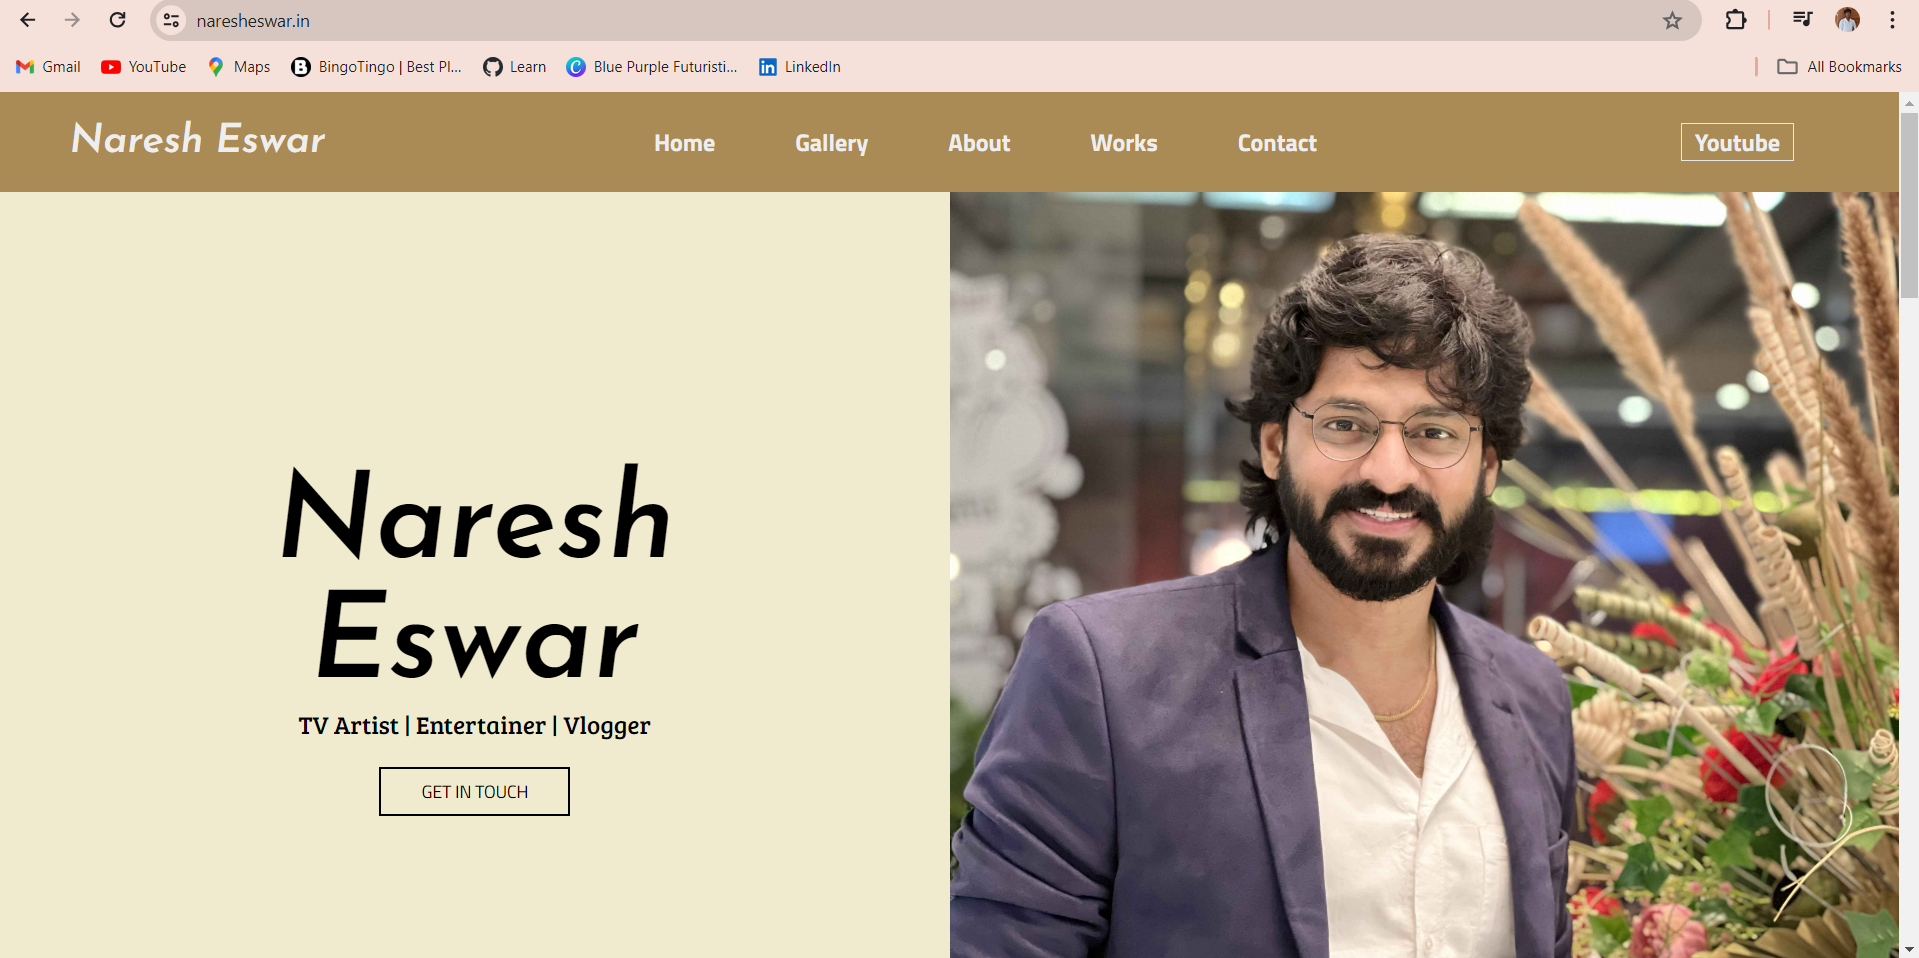 naresheswar.in
Gmail YouTube Maps BingoTingo | Best Pl... Learn Blue Purple Futuristi... LinkedIn All Bookmarks
Naresh Eswar Home Gallery About Works Contact Youtube
Naresh
Eswar
TV Artist | Entertainer | Vlogger
GET IN TOUCH